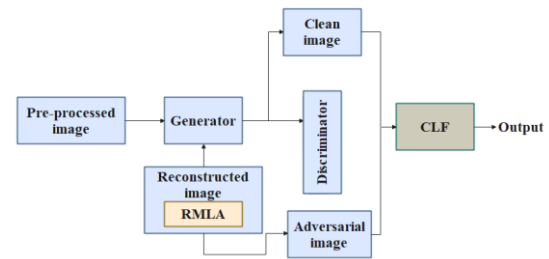 Clean
image
Pre-processed
image
Generator
Discriminator
CLF
Output
Reconstructed
image
RMLA
Adversarial
image